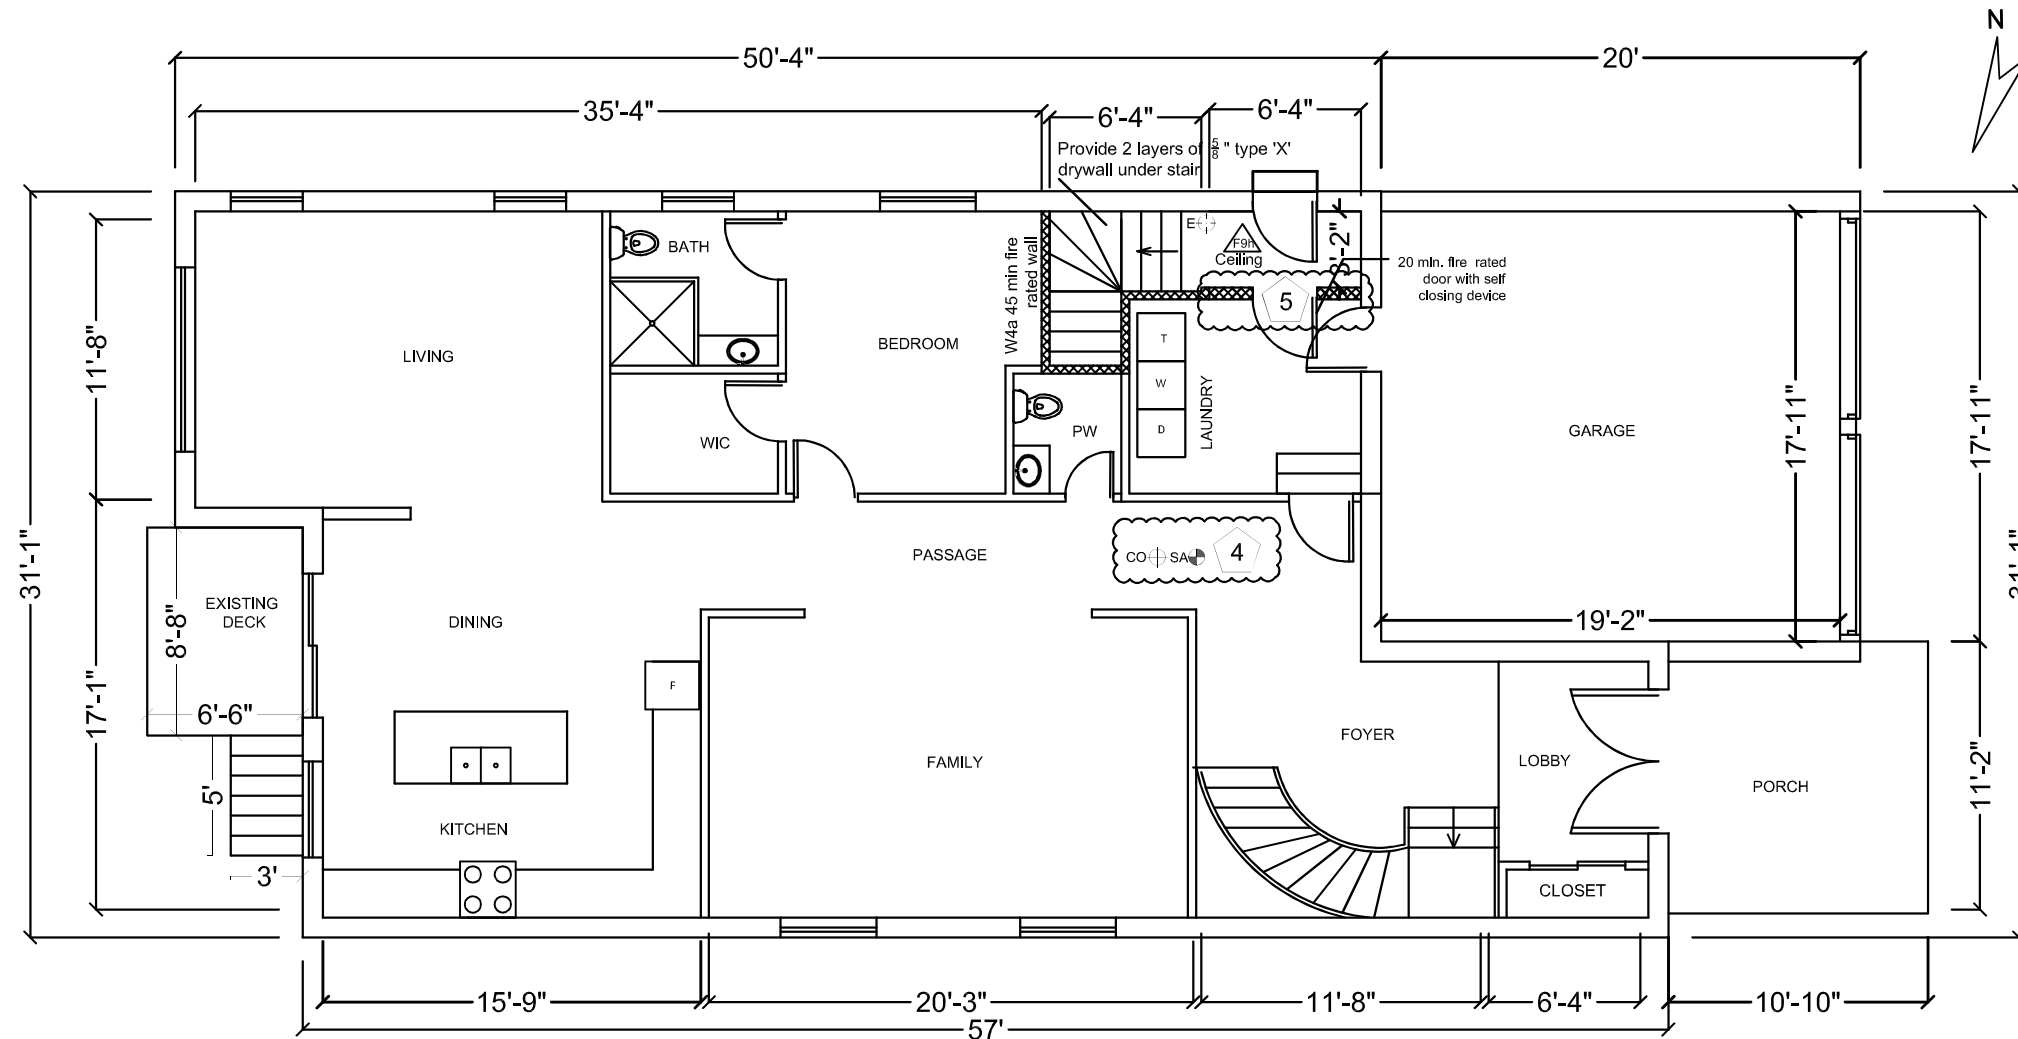 N
50'-4"
20'
35'-4"
6'-4"
6'-4"
Provide 2 layers of 5/8 " type 'X'
drywall under stair
E
F9h
Ceiling
BATH
W4a 45 min fire
rated wall
20 min. fire rated
door with self
closing device
5
LIVING
BEDROOM
T
W
D
LAUNDRY
11'-8"
WIC
PW
GARAGE
17'-11"
17'-11"
31'-1"
PASSAGE
CO
SA
4
EXISTING
DECK
8'-8"
DINING
19'-2"
F
6'-6"
17'-1"
FOYER
FAMILY
LOBBY
PORCH
11'-2"
5'
KITCHEN
3'
CLOSET
15'-9"
20'-3"
11'-8"
6'-4"
10'-10"
57'